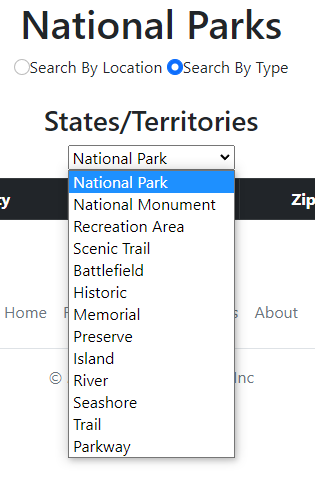 National Parks
Search By Location Search By Type
States/Territories
National Park
National Park
National Monument
Zip
Recreation Area
Scenic Trail
Battlefield
Historic
Memorial
Home About
Preserve
Island
River
© Inc
Seashore
Trail
Parkway